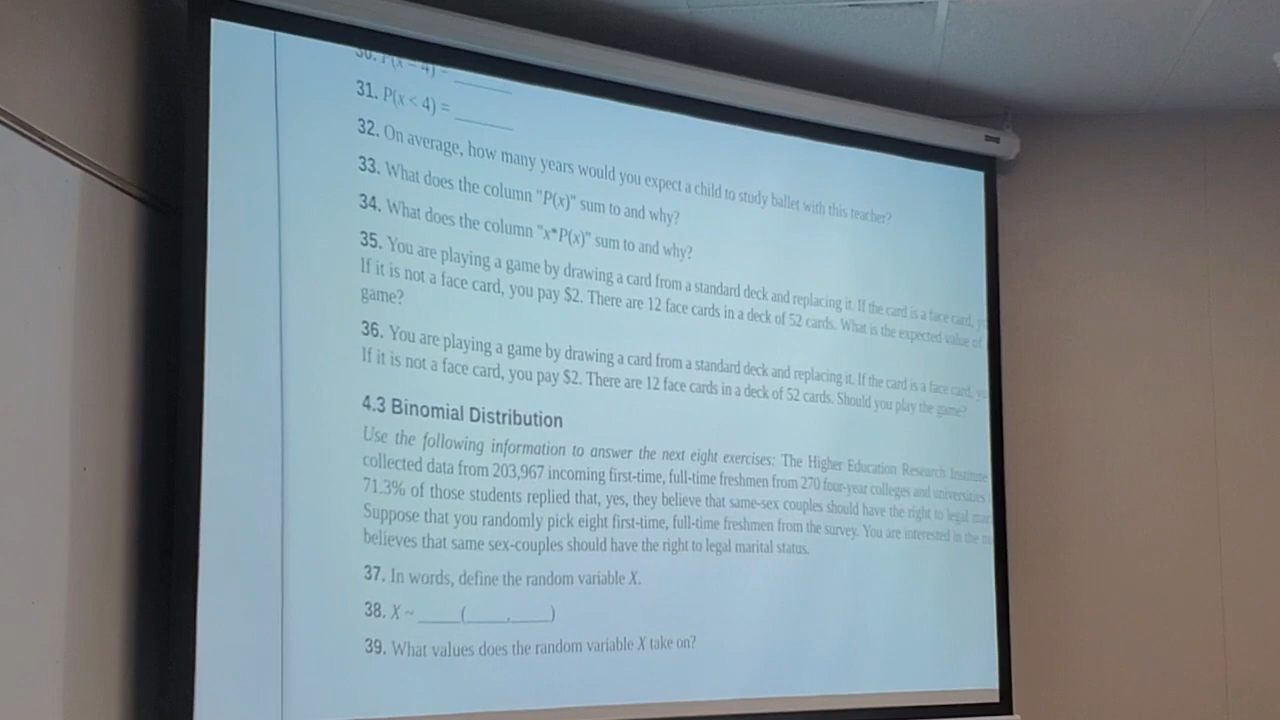 30. P(x = 4) = ______
31. P(x < 4) = ______
32. On average, how many years would you expect a child to study ballet with this teacher?
33. What does the column "P(x)" sum to and why?
34. What does the column "x*P(x)" sum to and why?
35. You are playing a game by drawing a card from a standard deck and replacing it. If the card is a face card,
If it is not a face card, you pay $2. There are 12 face cards in a deck of 52 cards. What is the expected value of
game?
36. You are playing a game by drawing a card from a standard deck and replacing it. If the card is a face card,
If it is not a face card, you pay $2. There are 12 face cards in a deck of 52 cards. Should you play the game?
4.3 Binomial Distribution
Use the following information to answer the next eight exercises: The Higher Education Research Institute
collected data from 203,967 incoming first-time, full-time freshmen from 270 four-year colleges and universities
71.3% of those students replied that, yes, they believe that same-sex couples should have the right to legal
Suppose that you randomly pick eight first-time, full-time freshmen from the survey. You are interested in the
believes that same sex-couples should have the right to legal marital status.
37. In words, define the random variable X.
38. X ~ _____(_____,_____)
39. What values does the random variable X take on?